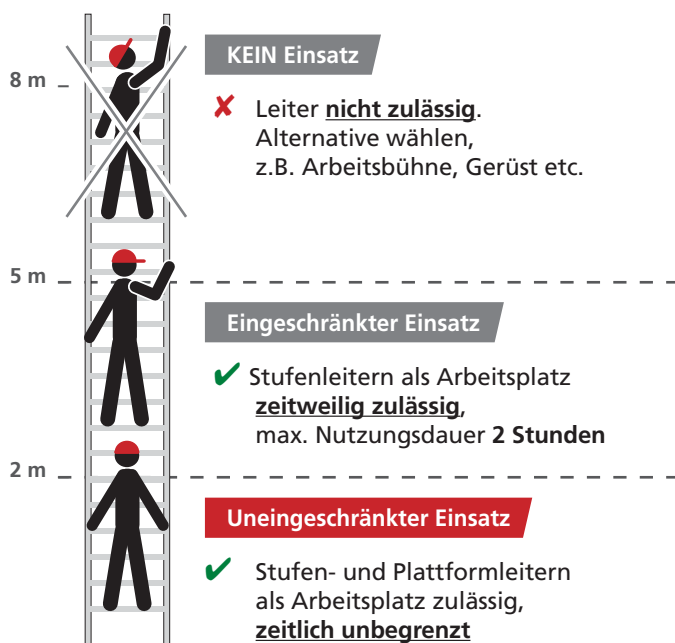 8 m
KEIN Einsatz
✘ Leiter nicht zulässig.
Alternative wählen,
z.B. Arbeitsbühne, Gerüst etc.
5 m
Eingeschränkter Einsatz
✔ Stufenleitern als Arbeitsplatz
zeitweilig zulässig,
max. Nutzungsdauer 2 Stunden
2 m
Uneingeschränkter Einsatz
✔ Stufen- und Plattformleitern
als Arbeitsplatz zulässig,
zeitlich unbegrenzt